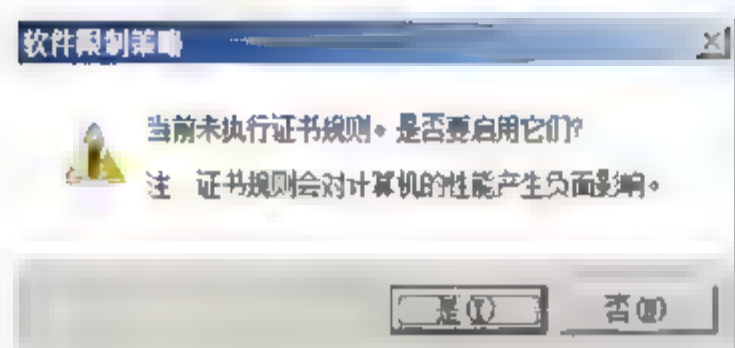 软件限制策略
当前未执行证书规则。是否要启用它们?
注 证书规则会对计算机的性能产生负面影响。
是(Y)
否(N)